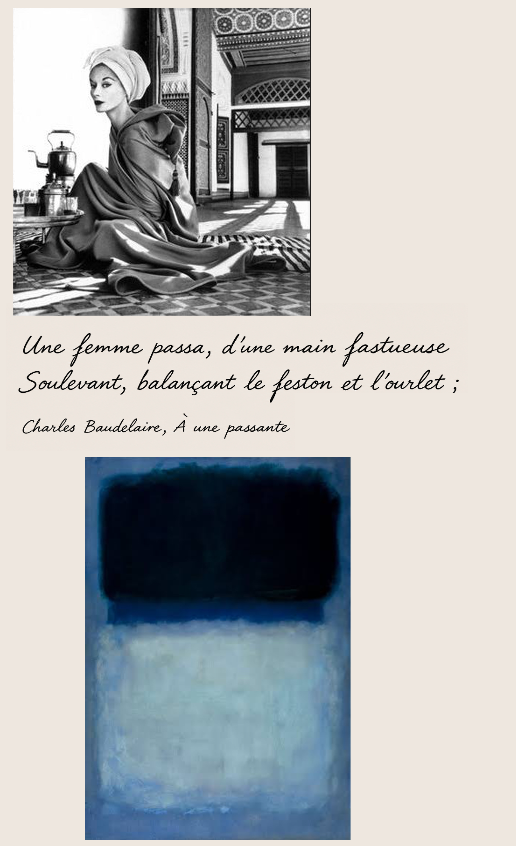 Une femme passa, d'une main fastueuse
Soulevant, balançant le feston et l'ourlet ;
Charles Baudelaire, À une passante